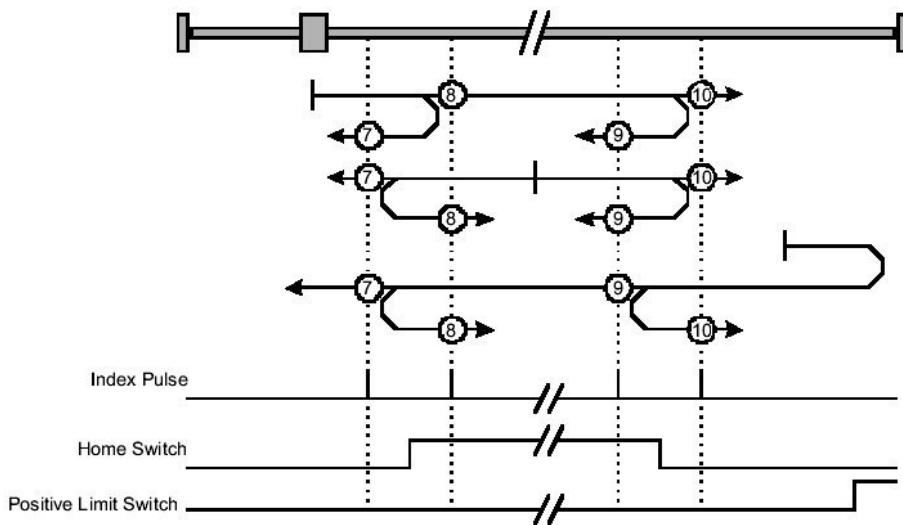 8 10
7 9
7 10
8 9
7 9
8 10
Index Pulse
Home Switch
Positive Limit Switch